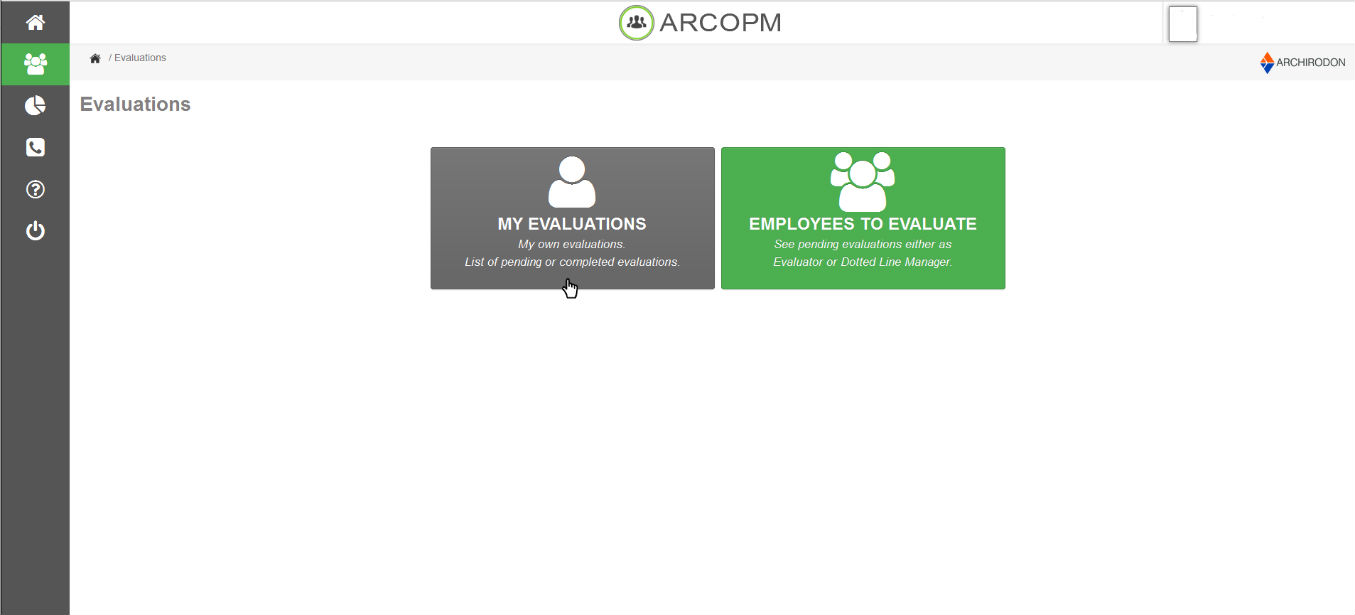 ARCOPM
/ Evaluations
ARCHIRODON
Evaluations
MY EVALUATIONS
My own evaluations.
List of pending or completed evaluations.
EMPLOYEES TO EVALUATE
See pending evaluations either as
Evaluator or Dotted Line Manager.